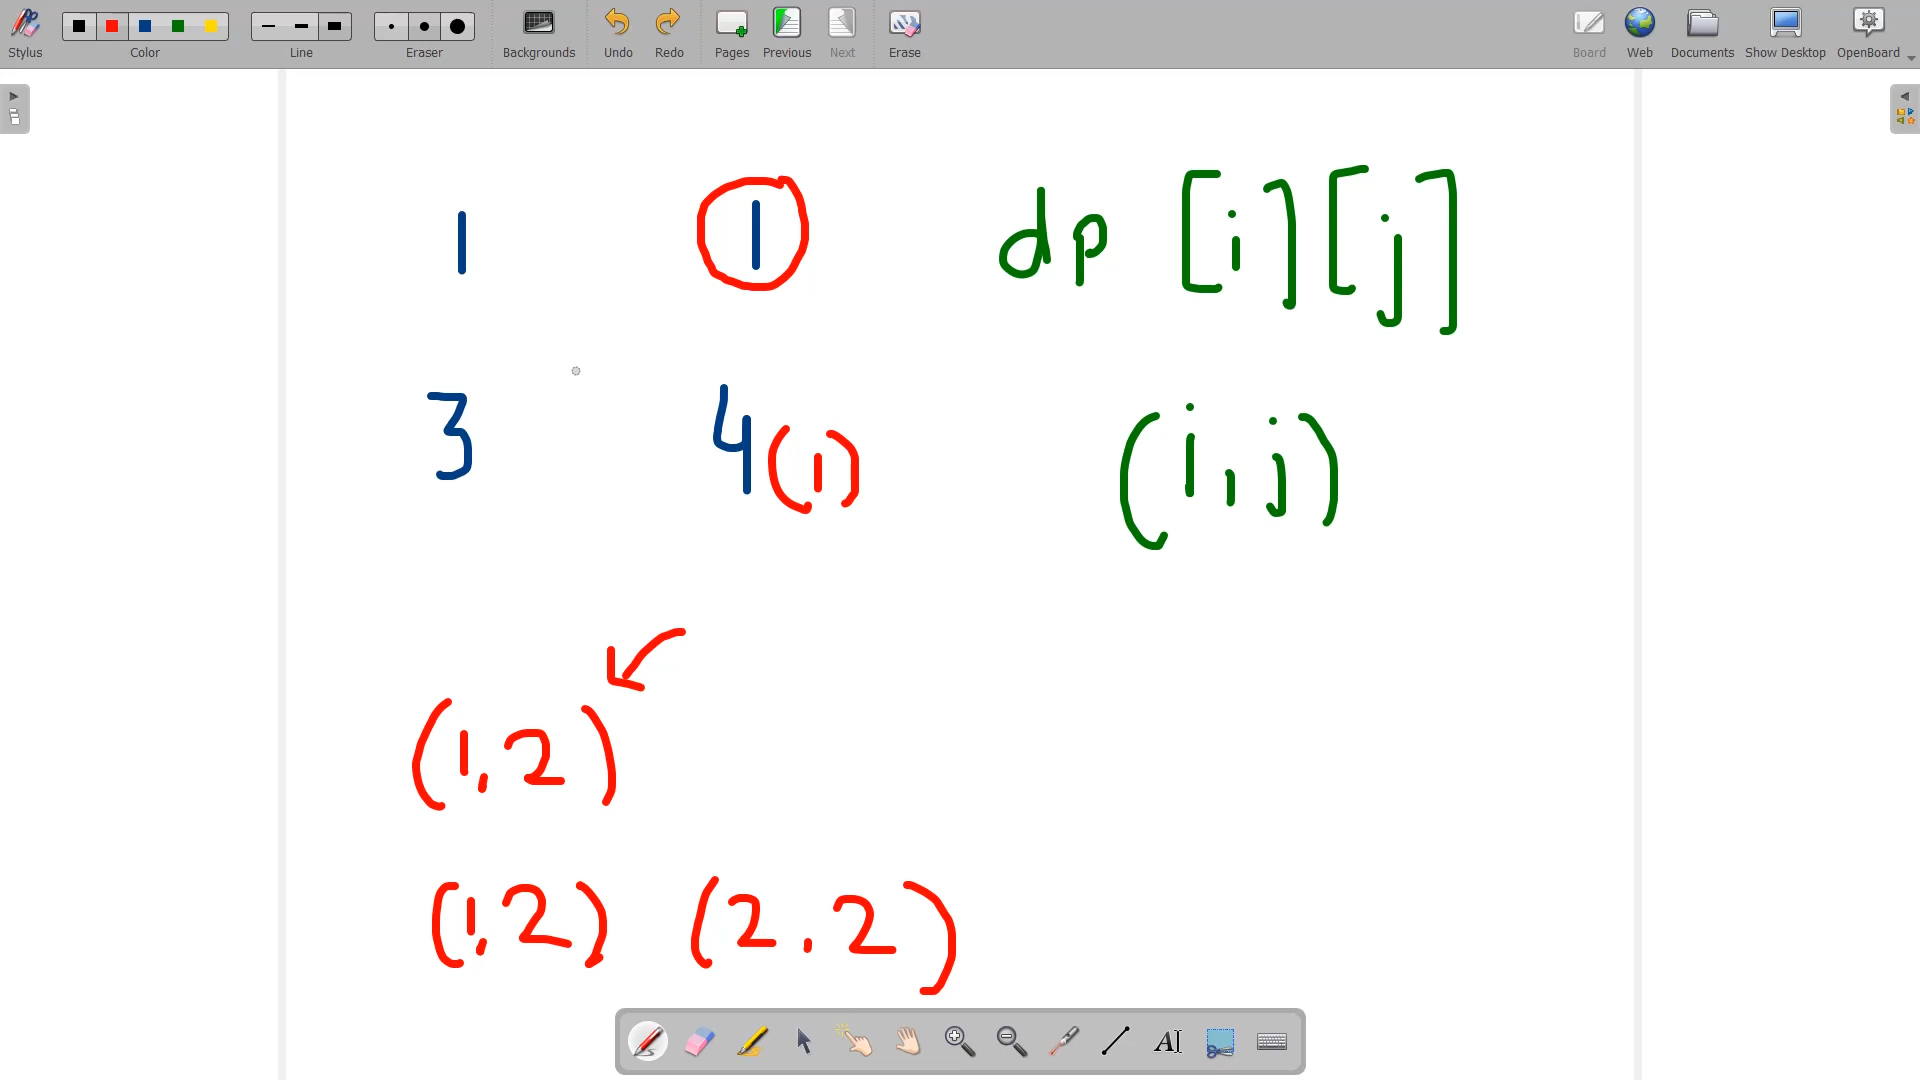 Stylus Color Line Eraser Backgrounds Undo Redo Pages Previous Next Erase Board Web Documents Show Desktop OpenBoard
1 1 dp [i][j]
3 4(1) (i,j)
(1,2)
(1,2) (2,2)
AI